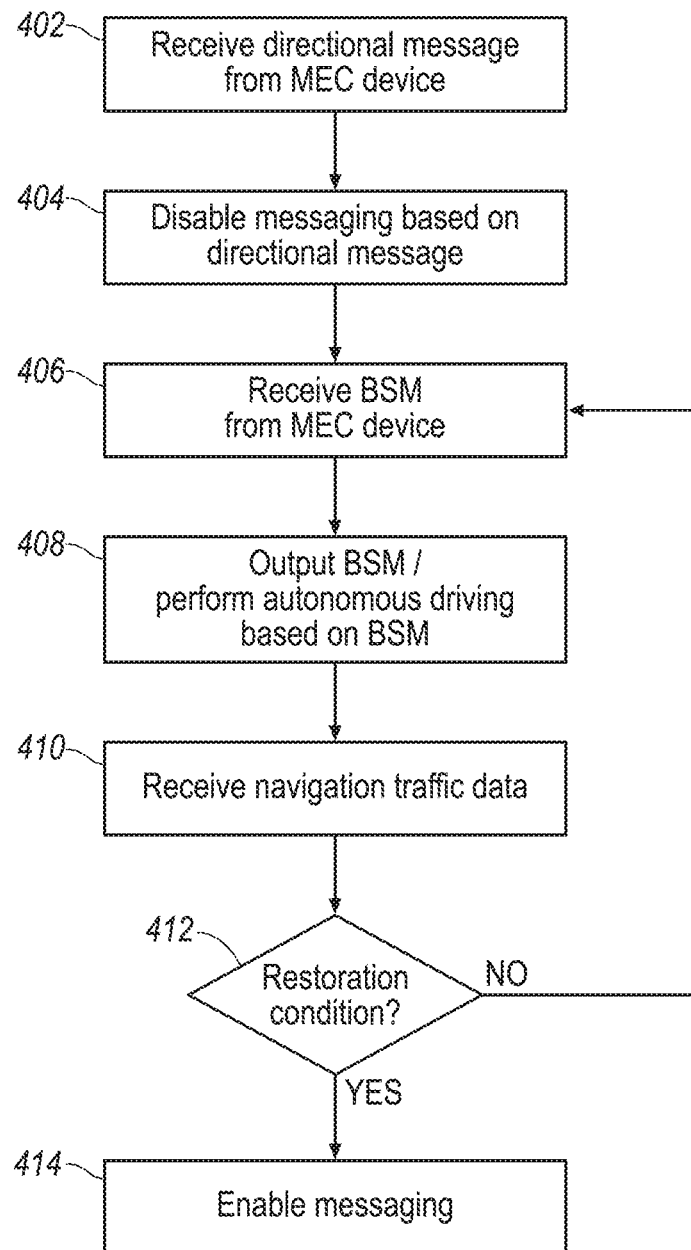 402
Receive directional message
from MEC device
404
Disable messaging based on
directional message
406
Receive BSM
from MEC device
408
Output BSM /
perform autonomous driving
based on BSM
410
Receive navigation traffic data
412
Restoration
condition?
NO
YES
414
Enable messaging